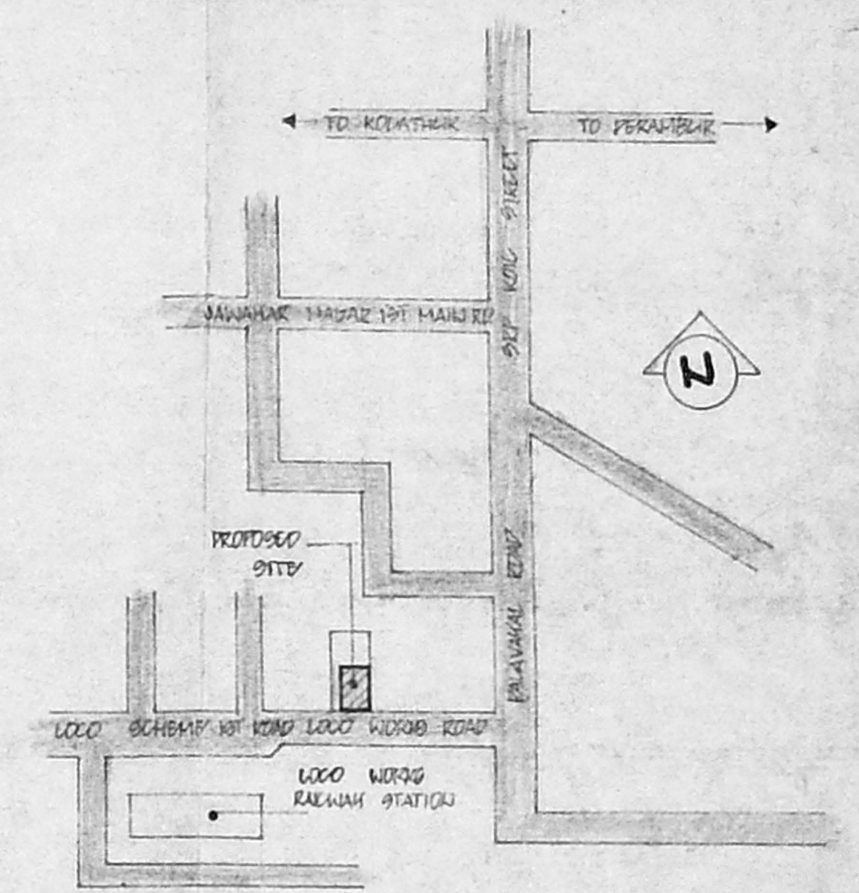 TO KODATHUR
TO PERAMBUR
SRP KOIL STREET
JAWAHAR NAGAR 1ST MAIN RD
N
PROPOSED
SITE
PALAVAKAL ROAD
LOCO SCHEME 1ST ROAD LOCO WORKS ROAD
LOCO WORKS
RAILWAY STATION